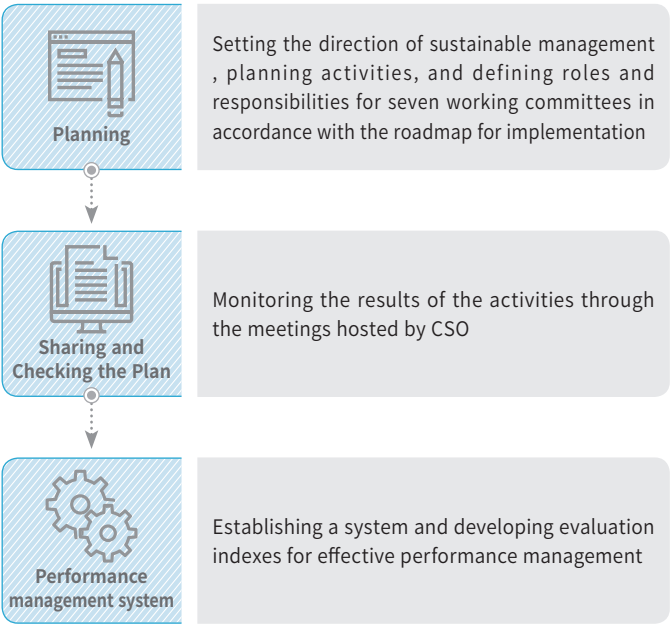 Planning
Setting the direction of sustainable management
, planning activities, and defining roles and
responsibilities for seven working committees in
accordance with the roadmap for implementation
Sharing and
Checking the Plan
Monitoring the results of the activities through
the meetings hosted by CSO
Performance
management system
Establishing a system and developing evaluation
indexes for effective performance management